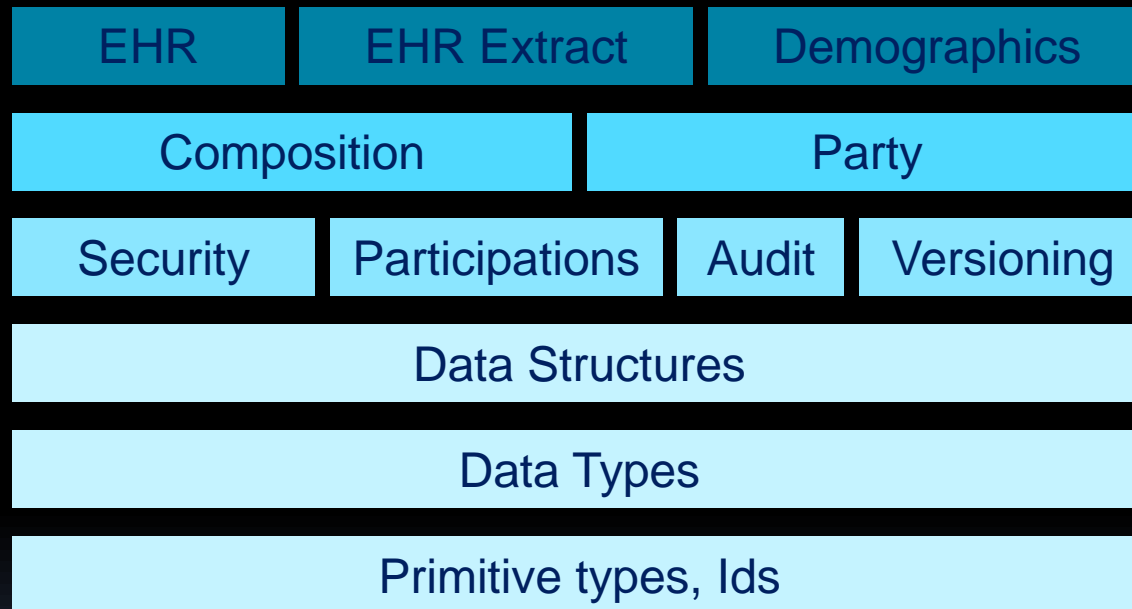 EHR EHR Extract Demographics
Composition Party
Security Participations Audit Versioning
Data Structures
Data Types
Primitive types, Ids